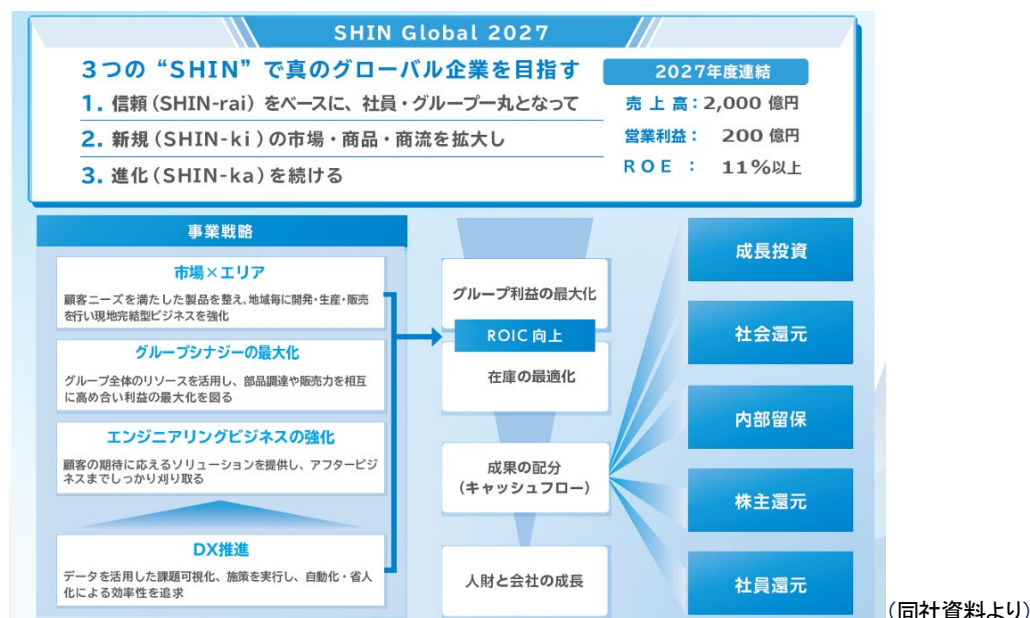 SHIN Global 2027
3つの “SHIN” で真のグローバル企業を目指す
1. 信頼(SHIN-rai) をベースに、社員・グループ一丸となって
2. 新規(SHIN-ki)の市場・商品・商流を拡大し
3. 進化(SHIN-ka)を続ける
2027年度連結
売上高:2,000 億円
営業利益: 200 億円
ROE : 11%以上
事業戦略
市場×エリア
顧客ニーズを満たした製品を整え、地域毎に開発・生産・販売
を行い現地完結型ビジネスを強化
グループシナジーの最大化
グループ全体のリソースを活用し、部品調達や販売力を相互
に高め合い利益の最大化を図る
エンジニアリングビジネスの強化
顧客の期待に応えるソリューションを提供し、アフタービジ
ネスまでしっかり刈り取る
DX推進
データを活用した課題可視化、施策を実行し、自動化・省人
化による効率性を追求
グループ利益の最大化
ROIC 向上
在庫の最適化
成果の配分
(キャッシュフロー)
人財と会社の成長
成長投資
社会還元
内部留保
株主還元
社員還元
(同社資料より)